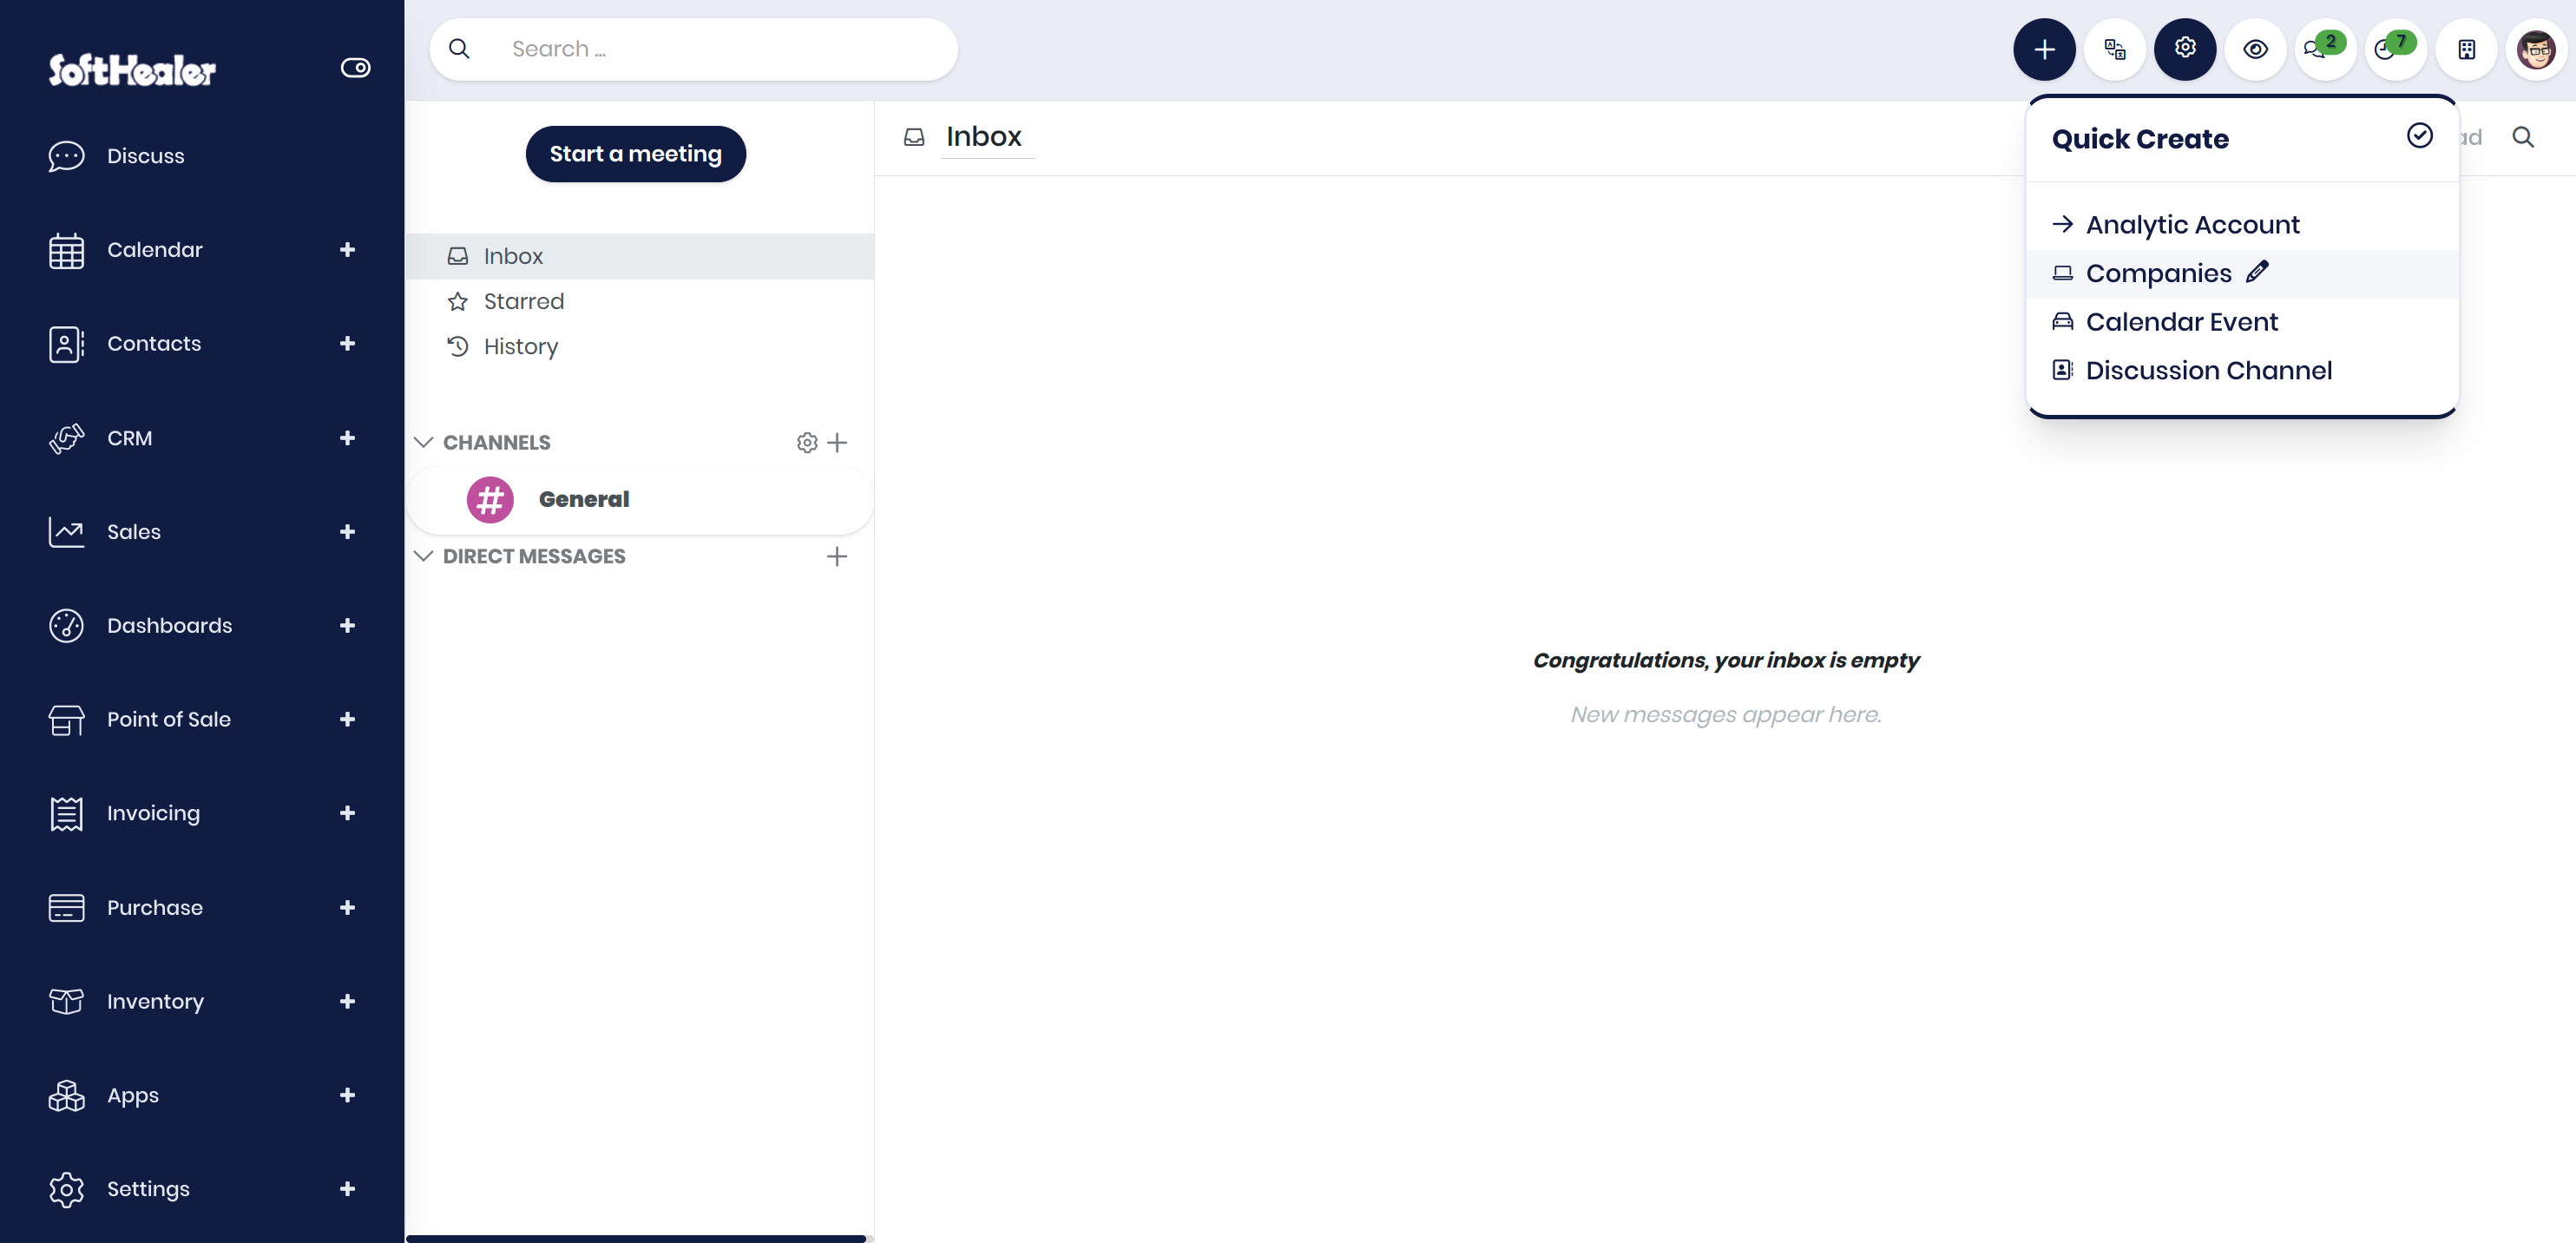 SoftHealer
Search ...
2
7
Discuss
Calendar
Contacts
CRM
Sales
Dashboards
Point of Sale
Invoicing
Purchase
Inventory
Apps
Settings
Start a meeting
Inbox
Starred
History
CHANNELS
# General
DIRECT MESSAGES
Inbox
Congratulations, your inbox is empty
New messages appear here.
Quick Create
Analytic Account
Companies
Calendar Event
Discussion Channel